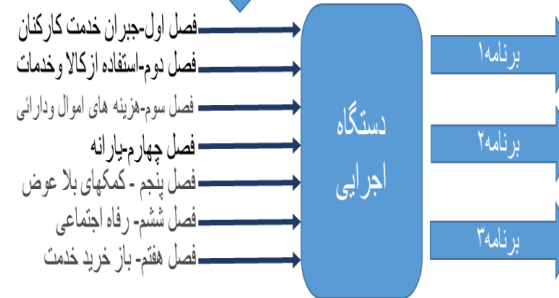 فصل اول-جبران خدمت کارکنان
فصل دوم-استفاده ازکالا وخدمات
فصل سوم-هزینه های اموال ودارائی
فصل چهارم-یارانه
فصل پنجم - کمکهای بلا عوض
فصل ششم- رفاه اجتماعی
فصل هفتم- باز خرید خدمت
دستگاه
اجرایی
برنامه۱
برنامه۲
برنامه۳